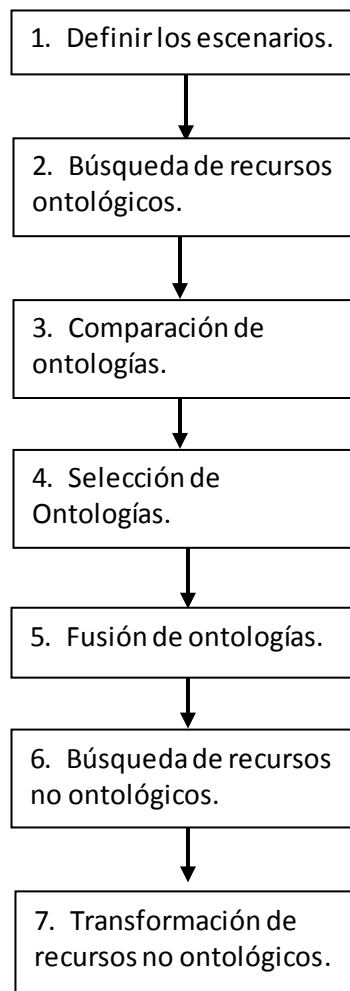 1. Definir los escenarios.
2. Búsqueda de recursos
ontológicos.
3. Comparación de
ontologías.
4. Selección de
Ontologías.
5. Fusión de ontologías.
6. Búsqueda de recursos
no ontológicos.
7. Transformación de
recursos no ontológicos.